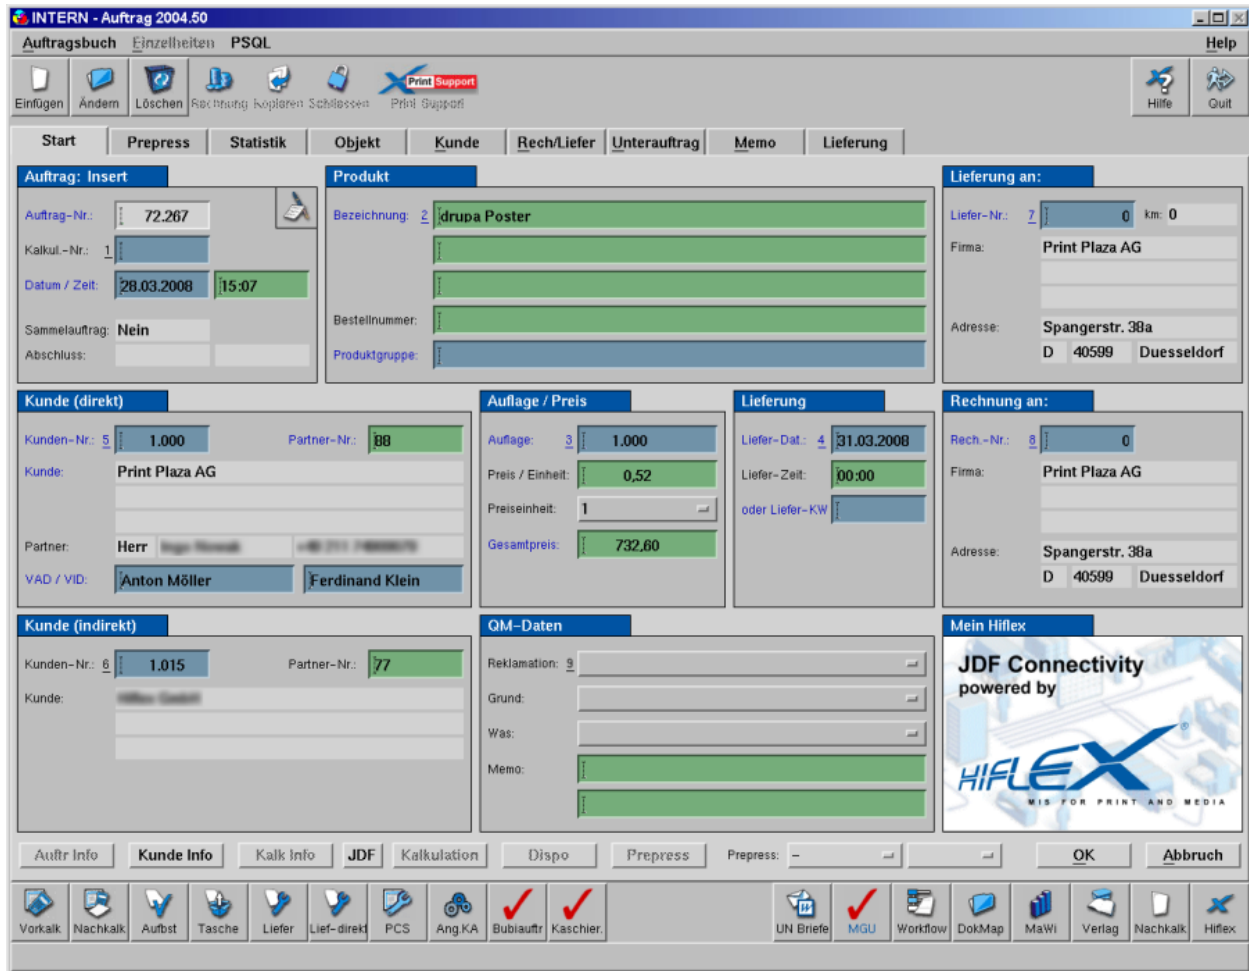 INTERN - Auftrag 2004.50
Auftragsbuch Einzelheiten PSQL Help
Print Support
Einfügen Ändern Löschen Rechnung Kopieren Schliessen Print Support Hilfe Quit
Start Prepress Statistik Objekt Kunde Rech/Liefer Unterauftrag Memo Lieferung
Auftrag: Insert
Auftrag-Nr.: 72.267
Kalkul.-Nr.: 1
Datum / Zeit: 28.03.2008 15:07
Sammelauftrag: Nein
Abschluss:
Produkt
Bezeichnung: 2 drupa Poster
Bestellnummer:
Produktgruppe:
Lieferung an:
Liefer-Nr.: 7 0 km: 0
Firma: Print Plaza AG
Adresse: Spangerstr. 38a
D 40599 Duesseldorf
Kunde (direkt)
Kunden-Nr.: 5 1.000 Partner-Nr.: 88
Kunde: Print Plaza AG
Partner: Herr
VAD / VID: Anton Möller Ferdinand Klein
Auflage / Preis
Auflage: 3 1.000
Preis / Einheit: 0,52
Preiseinheit: 1
Gesamtpreis: 732,60
Lieferung
Liefer-Dat.: 4 31.03.2008
Liefer-Zeit: 00:00
oder Liefer-KW
Rechnung an:
Rech.-Nr.: 8 0
Firma: Print Plaza AG
Adresse: Spangerstr. 38a
D 40599 Duesseldorf
Kunde (indirekt)
Kunden-Nr.: 6 1.015 Partner-Nr.: 77
Kunde:
QM-Daten
Reklamation: 9
Grund:
Was:
Memo:
Mein Hiflex
JDF Connectivity
powered by
HIFLEX®
MIS FOR PRINT AND MEDIA
Auftr Info Kunde Info Kalk Info JDF Kalkulation Dispo Prepress Prepress: – OK Abbruch
Vorkalk Nachkalk Aufbst Tasche Liefer Lief-direkt PCS Ang.KA Bubiauftr Kaschier. UN Briefe MGU Workflow DokMap MaWi Verlag Nachkalk Hiflex